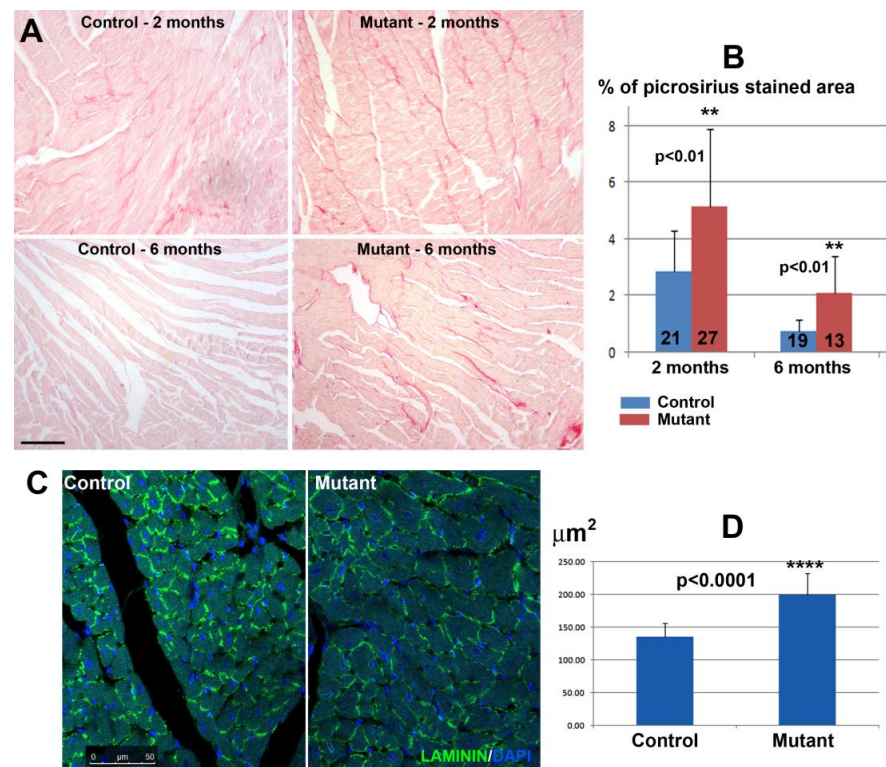 A
Control - 2 months
Mutant - 2 months
Control - 6 months
Mutant - 6 months
B
% of picrosirius stained area
8
6
4
2
0
**
p<0.01
**
p<0.01
21
27
19
13
2 months
6 months
Control
Mutant
C
Control
Mutant
0 µm 50
LAMININ/DAPI
D
µm²
250.00
200.00
150.00
100.00
50.00
0.00
p<0.0001
****
Control
Mutant